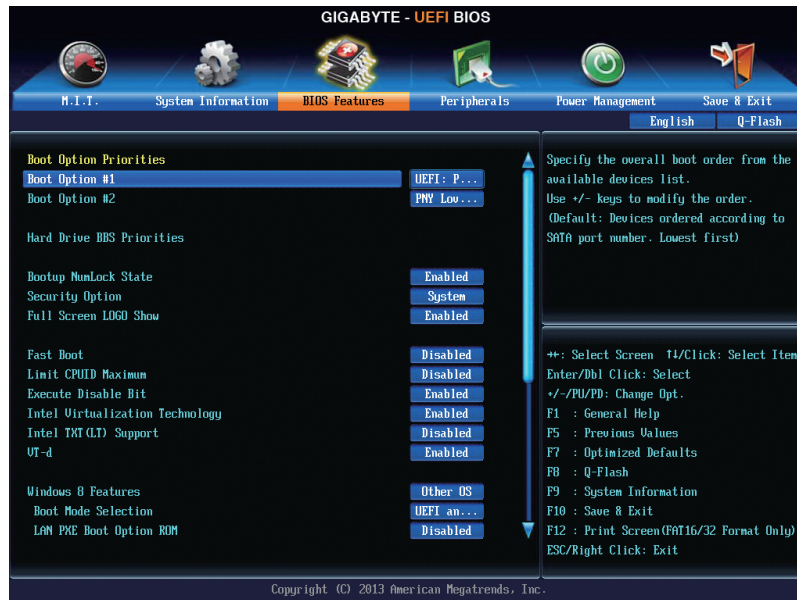 GIGABYTE - UEFI BIOS
M.I.T. System Information BIOS Features Peripherals Power Management Save & Exit
English Q-Flash
Boot Option Priorities
Boot Option #1 UEFI: P...
Boot Option #2 PNY Lov...
Hard Drive BBS Priorities
Bootup NumLock State Enabled
Security Option System
Full Screen LOGO Show Enabled
Fast Boot Disabled
Limit CPUID Maximum Disabled
Execute Disable Bit Enabled
Intel Virtualization Technology Enabled
Intel TXT(LT) Support Disabled
VT-d Enabled
Windows 8 Features Other OS
Boot Mode Selection UEFI an...
LAN PXE Boot Option ROM Disabled
Specify the overall boot order from the
available devices list.
Use +/- keys to modify the order.
(Default: Devices ordered according to
SATA port number. Lowest first)
→←: Select Screen ↑↓/Click: Select Item
Enter/Dbl Click: Select
+/-/PU/PD: Change Opt.
F1 : General Help
F5 : Previous Values
F7 : Optimized Defaults
F8 : Q-Flash
F9 : System Information
F10 : Save & Exit
F12 : Print Screen(FAT16/32 Format Only)
ESC/Right Click: Exit
Copyright (C) 2013 American Megatrends, Inc.